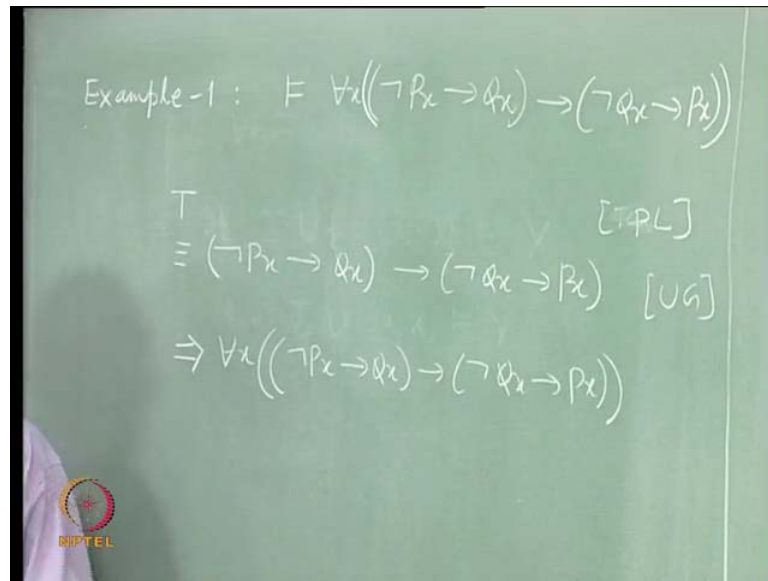 Example-1 : ⊨ ∀x((¬Px → Qx) → (¬Qx → Px))
⊤ [TPL]
≡ (¬Px → Qx) → (¬Qx → Px) [UG]
⇒ ∀x((¬Px → Qx) → (¬Qx → Px))
NPTEL